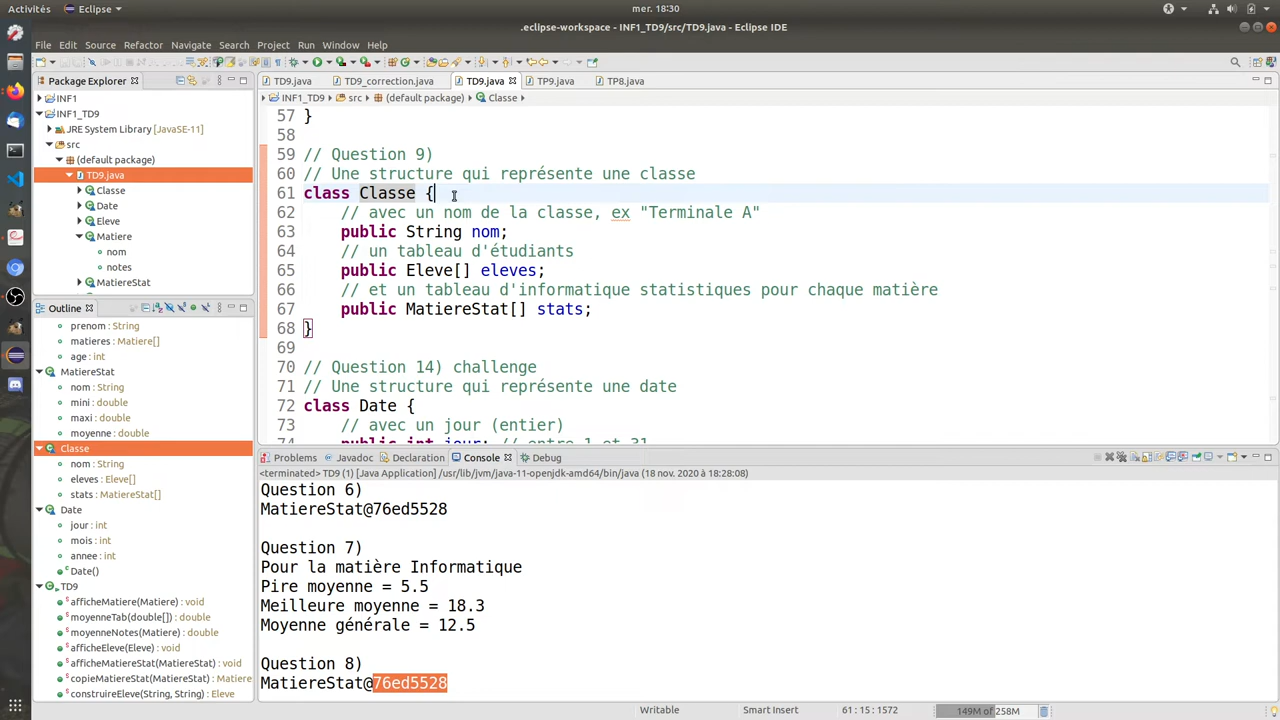 Activités
Eclipse
mer. 18:30
.eclipse-workspace - INF1_TD9/src/TD9.java - Eclipse IDE
File Edit Source Refactor Navigate Search Project Run Window Help
Package Explorer
INF1
INF1_TD9
JRE System Library [JavaSE-11]
src
(default package)
TD9.java
Classe
Date
Eleve
Matiere
nom
notes
MatiereStat
Outline
prenom : String
matieres : Matiere[]
age : int
MatiereStat
nom : String
mini : double
maxi : double
moyenne : double
Classe
nom : String
eleves : Eleve[]
stats : MatiereStat[]
Date
jour : int
mois : int
annee : int
Date()
TD9
afficheMatiere(Matiere) : void
moyenneTab(double[]) : double
moyenneNotes(Matiere) : double
afficheEleve(Eleve) : void
afficheMatiereStat(MatiereStat) : void
copieMatiereStat(MatiereStat) : Matiere
construireEleve(String, String) : Eleve
TD9.java TD9_correction.java TD9.java TP9.java TP8.java
INF1_TD9 src (default package) Classe
57 }
58
59 // Question 9)
60 // Une structure qui représente une classe
61 class Classe {
62 // avec un nom de la classe, ex "Terminale A"
63 public String nom;
64 // un tableau d'étudiants
65 public Eleve[] eleves;
66 // et un tableau d'informatique statistiques pour chaque matière
67 public MatiereStat[] stats;
68 }
69
70 // Question 14) challenge
71 // Une structure qui représente une date
72 class Date {
73 // avec un jour (entier)
74 public int jour; // entre 1 et 31
Problems Javadoc Declaration Console Debug
<terminated> TD9 (1) [Java Application] /usr/lib/jvm/java-11-openjdk-amd64/bin/java (18 nov. 2020 à 18:28:08)
Question 6)
MatiereStat@76ed5528
Question 7)
Pour la matière Informatique
Pire moyenne = 5.5
Meilleure moyenne = 18.3
Moyenne générale = 12.5
Question 8)
MatiereStat@76ed5528
Writable
Smart Insert
61 : 15 : 1572
149M of 258M